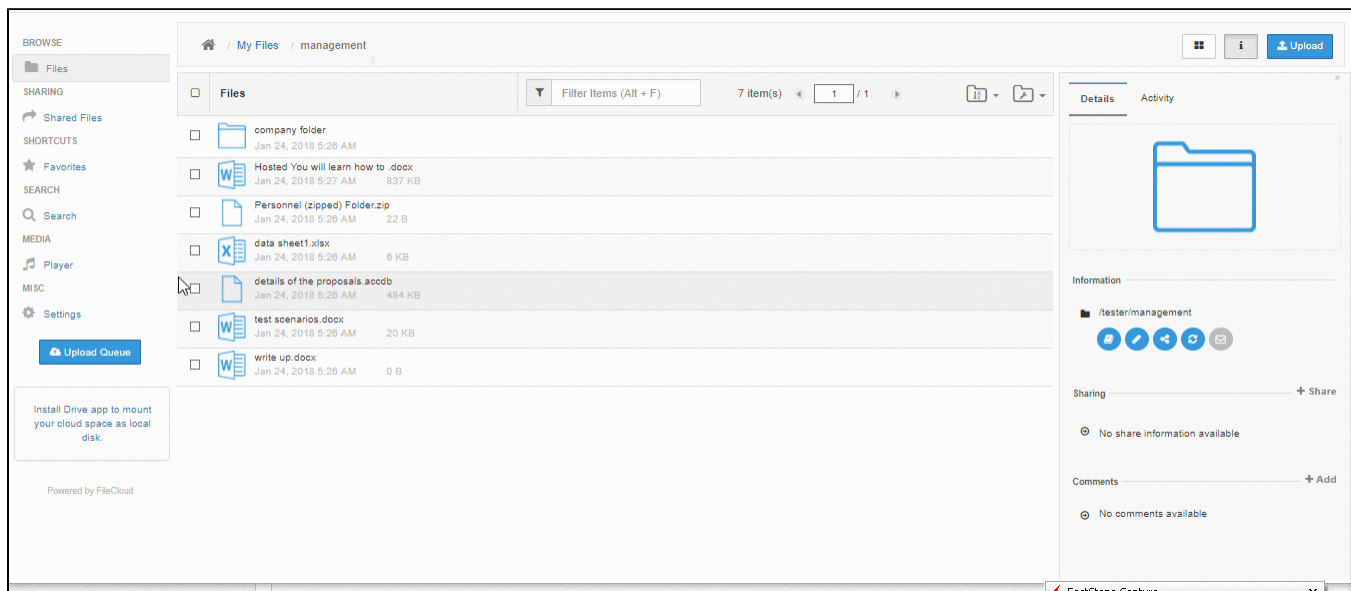 BROWSE
Files
SHARING
Shared Files
SHORTCUTS
Favorites
SEARCH
Search
MEDIA
Player
MISC
Settings
Upload Queue
Install Drive app to mount
your cloud space as local
disk.
Powered by FileCloud
/ My Files / management
Upload
Files
Filter Items (Alt + F)
7 item(s) 1 / 1
company folder
Jan 24, 2018 5:26 AM
Hosted You will learn how to .docx
Jan 24, 2018 5:27 AM 837 KB
Personnel (zipped) Folder.zip
Jan 24, 2018 5:26 AM 22 B
data sheet1.xlsx
Jan 24, 2018 5:26 AM 6 KB
details of the proposals.accdb
Jan 24, 2018 5:26 AM 484 KB
test scenarios.docx
Jan 24, 2018 5:26 AM 20 KB
write up.docx
Jan 24, 2018 5:26 AM 0 B
Details Activity
Information
/tester/management
Sharing + Share
No share information available
Comments + Add
No comments available